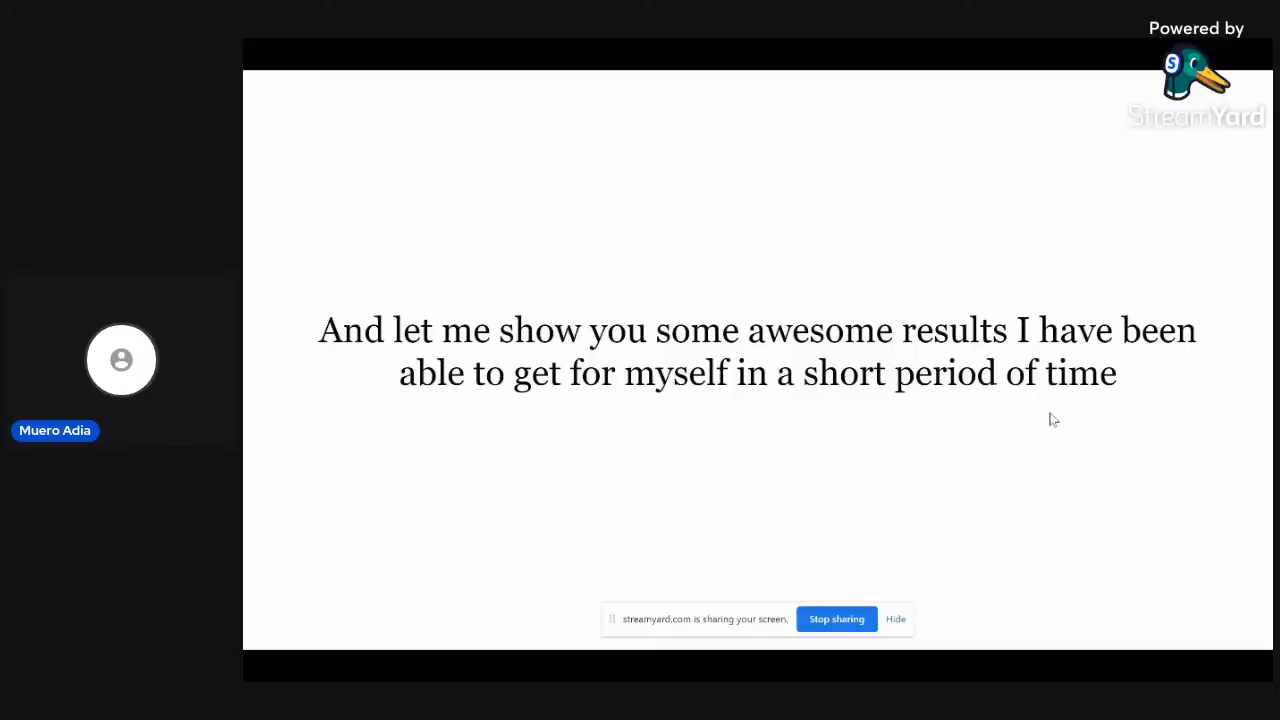 Powered by
S
StreamYard
And let me show you some awesome results I have been
able to get for myself in a short period of time
Muero Adia
streamyard.com is sharing your screen. Stop sharing Hide